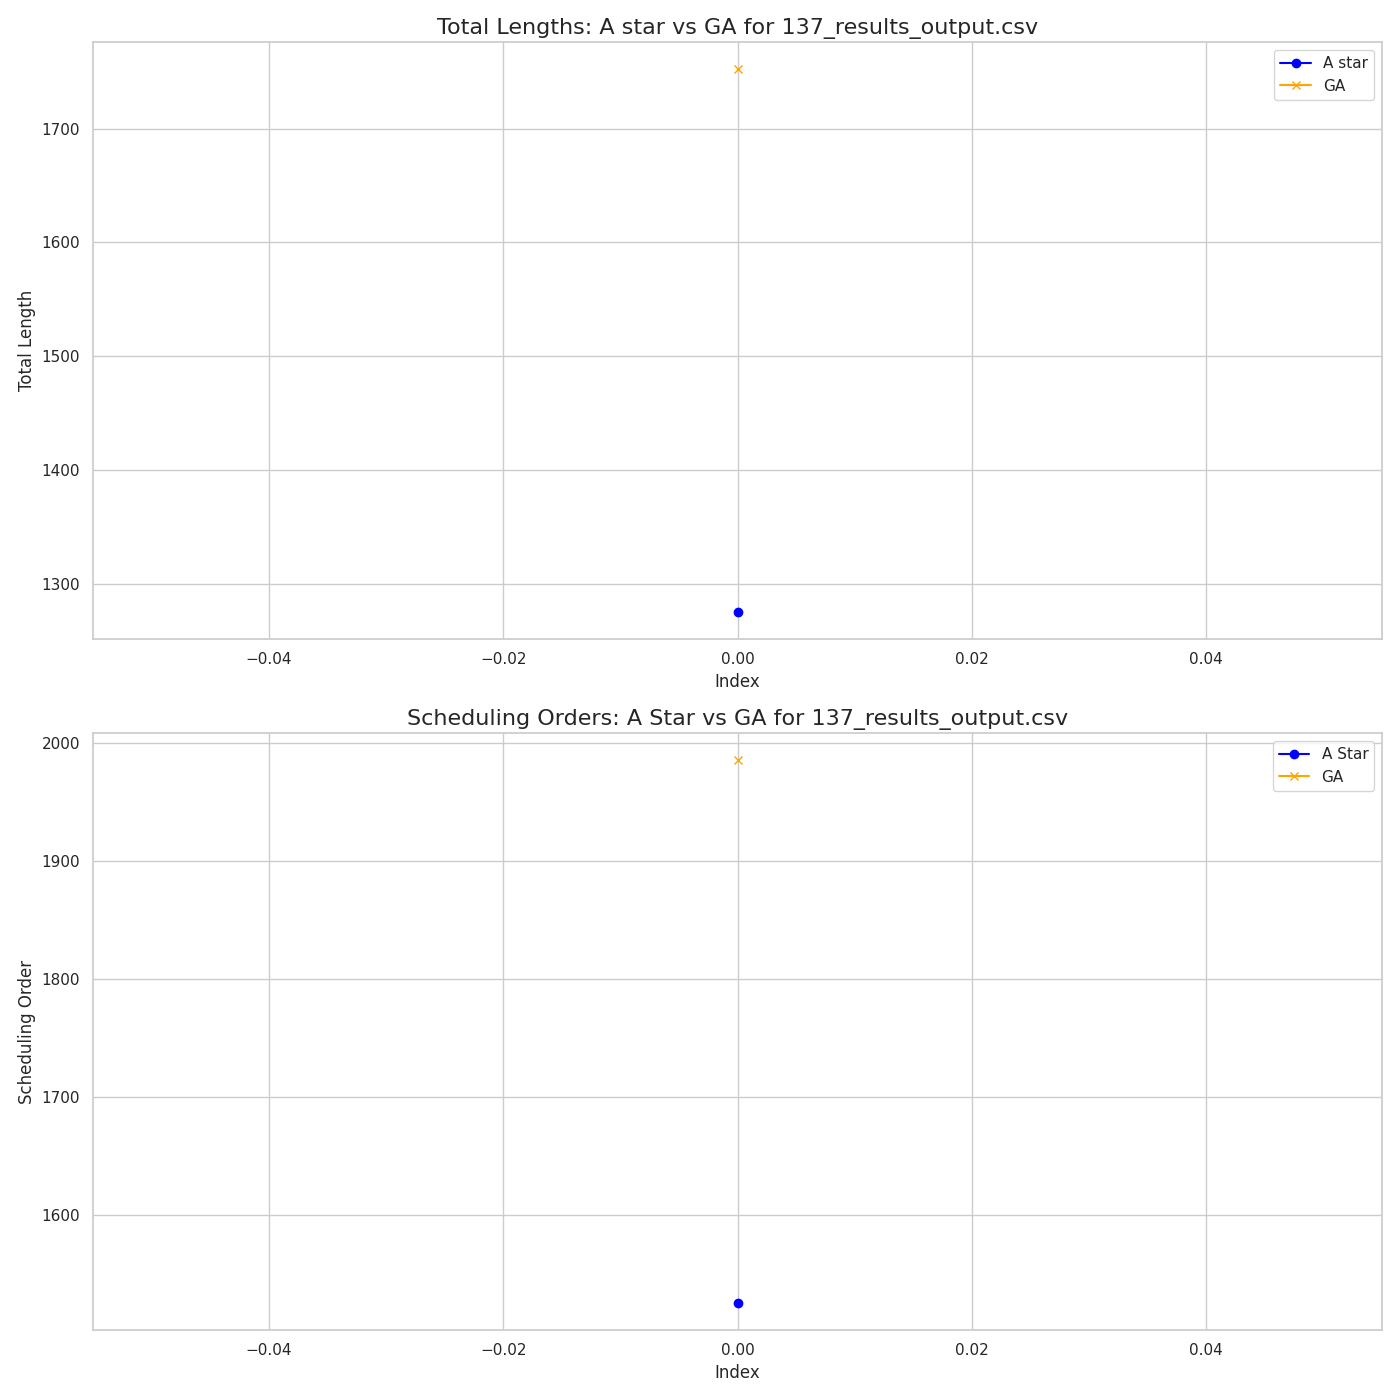 Total Lengths: A star vs GA for 137_results_output.csv
A star
GA
1700
1600
1500
1400
1300
Total Length
−0.04 −0.02 0.00 0.02 0.04
Index
Scheduling Orders: A Star vs GA for 137_results_output.csv
A Star
GA
2000
1900
1800
1700
1600
Scheduling Order
−0.04 −0.02 0.00 0.02 0.04
Index